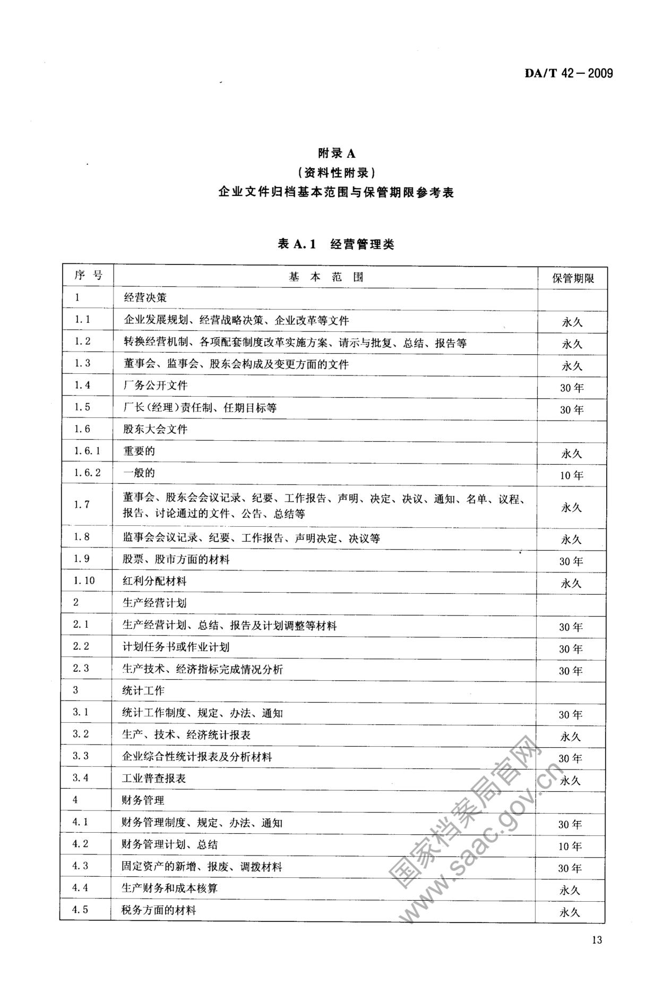 DA/T 42－2009
附录 A
(资料性附录)
企业文件归档基本范围与保管期限参考表
表 A.1 经营管理类
序号 基本范围 保管期限
1 经营决策
1.1 企业发展规划、经营战略决策、企业改革等文件 永久
1.2 转换经营机制、各项配套制度改革实施方案、请示与批复、总结、报告等 永久
1.3 董事会、监事会、股东会构成及变更方面的文件 永久
1.4 厂务公开文件 30年
1.5 厂长(经理)责任制、任期目标等 30年
1.6 股东大会文件
1.6.1 重要的 永久
1.6.2 一般的 10年
1.7 董事会、股东会会议记录、纪要、工作报告、声明、决定、决议、通知、名单、议程、
报告、讨论通过的文件、公告、总结等 永久
1.8 监事会会议记录、纪要、工作报告、声明决定、决议等 永久
1.9 股票、股市方面的材料 30年
1.10 红利分配材料 永久
2 生产经营计划
2.1 生产经营计划、总结、报告及计划调整等材料 30年
2.2 计划任务书或作业计划 30年
2.3 生产技术、经济指标完成情况分析 30年
3 统计工作
3.1 统计工作制度、规定、办法、通知 30年
3.2 生产、技术、经济统计报表 永久
3.3 企业综合性统计报表及分析材料 30年
3.4 工业普查报表 永久
4 财务管理
4.1 财务管理制度、规定、办法、通知 30年
4.2 财务管理计划、总结 10年
4.3 固定资产的新增、报废、调拨材料 30年
4.4 生产财务和成本核算 永久
4.5 税务方面的材料 永久
国家档案局官网
www.saac.gov.cn
13